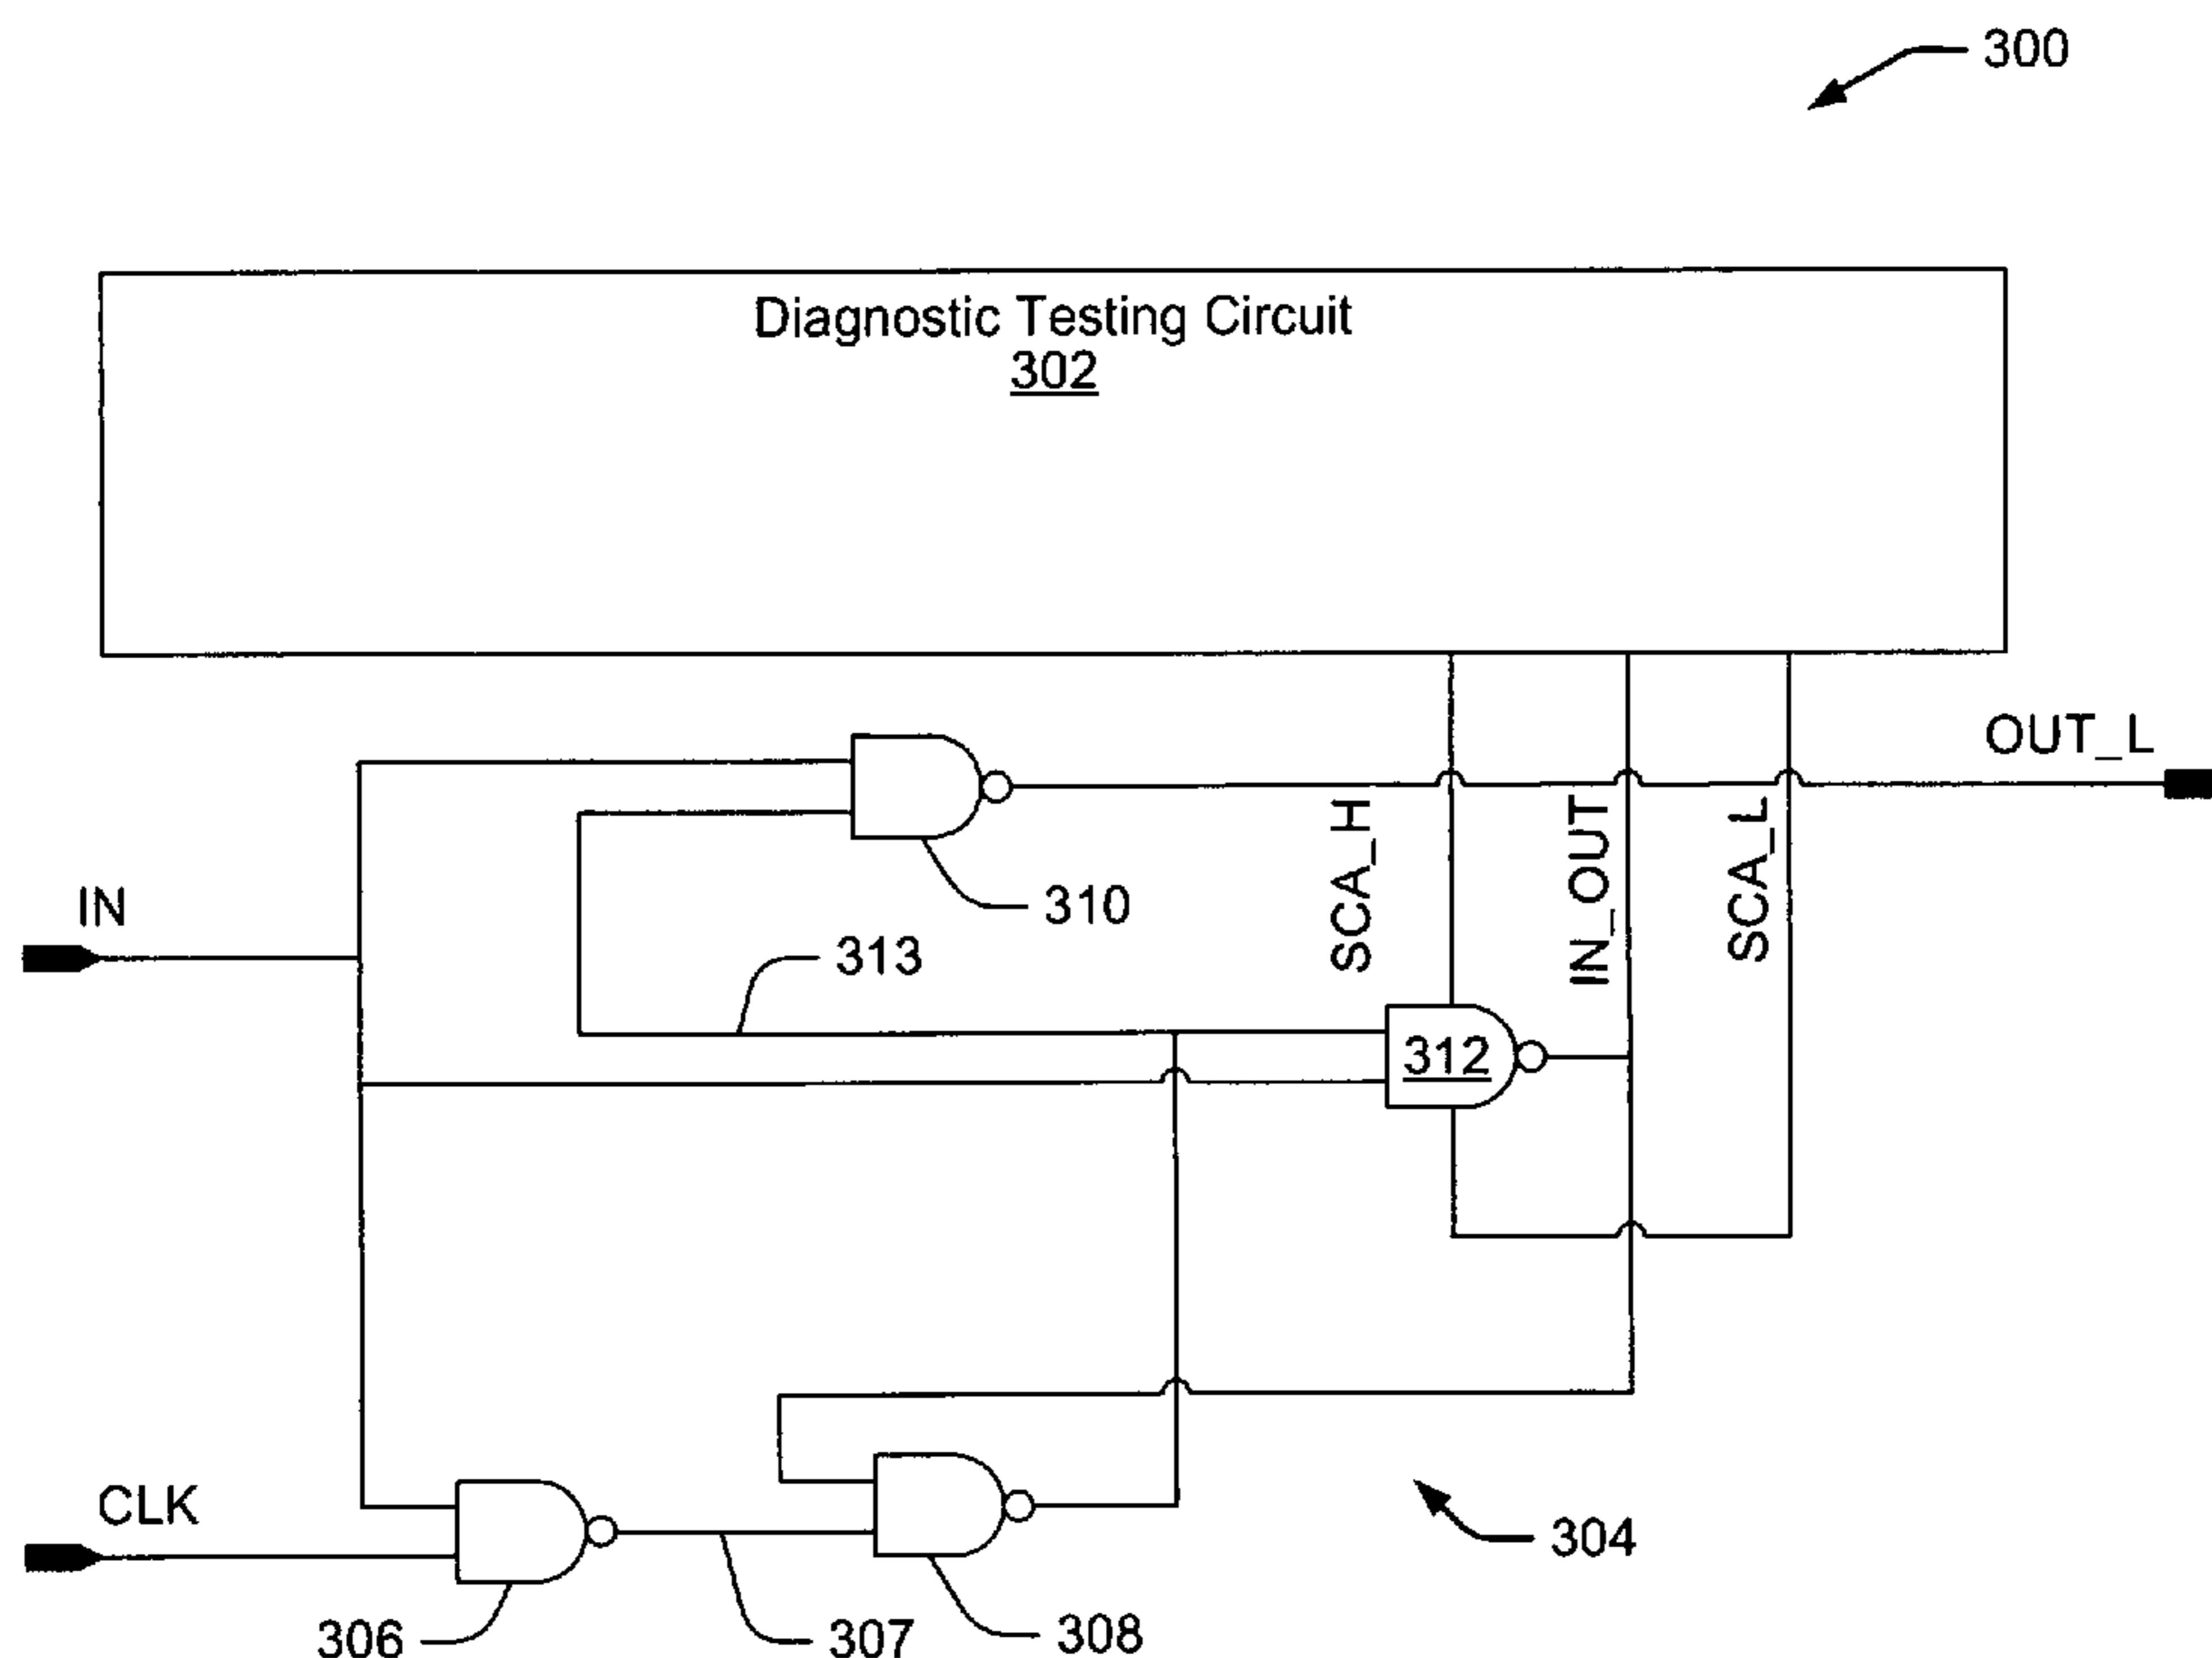 300
Diagnostic Testing Circuit
302
OUT_L
SCA_H
IN_OUT
SCA_L
IN
310
313
312
CLK
304
306
307
308